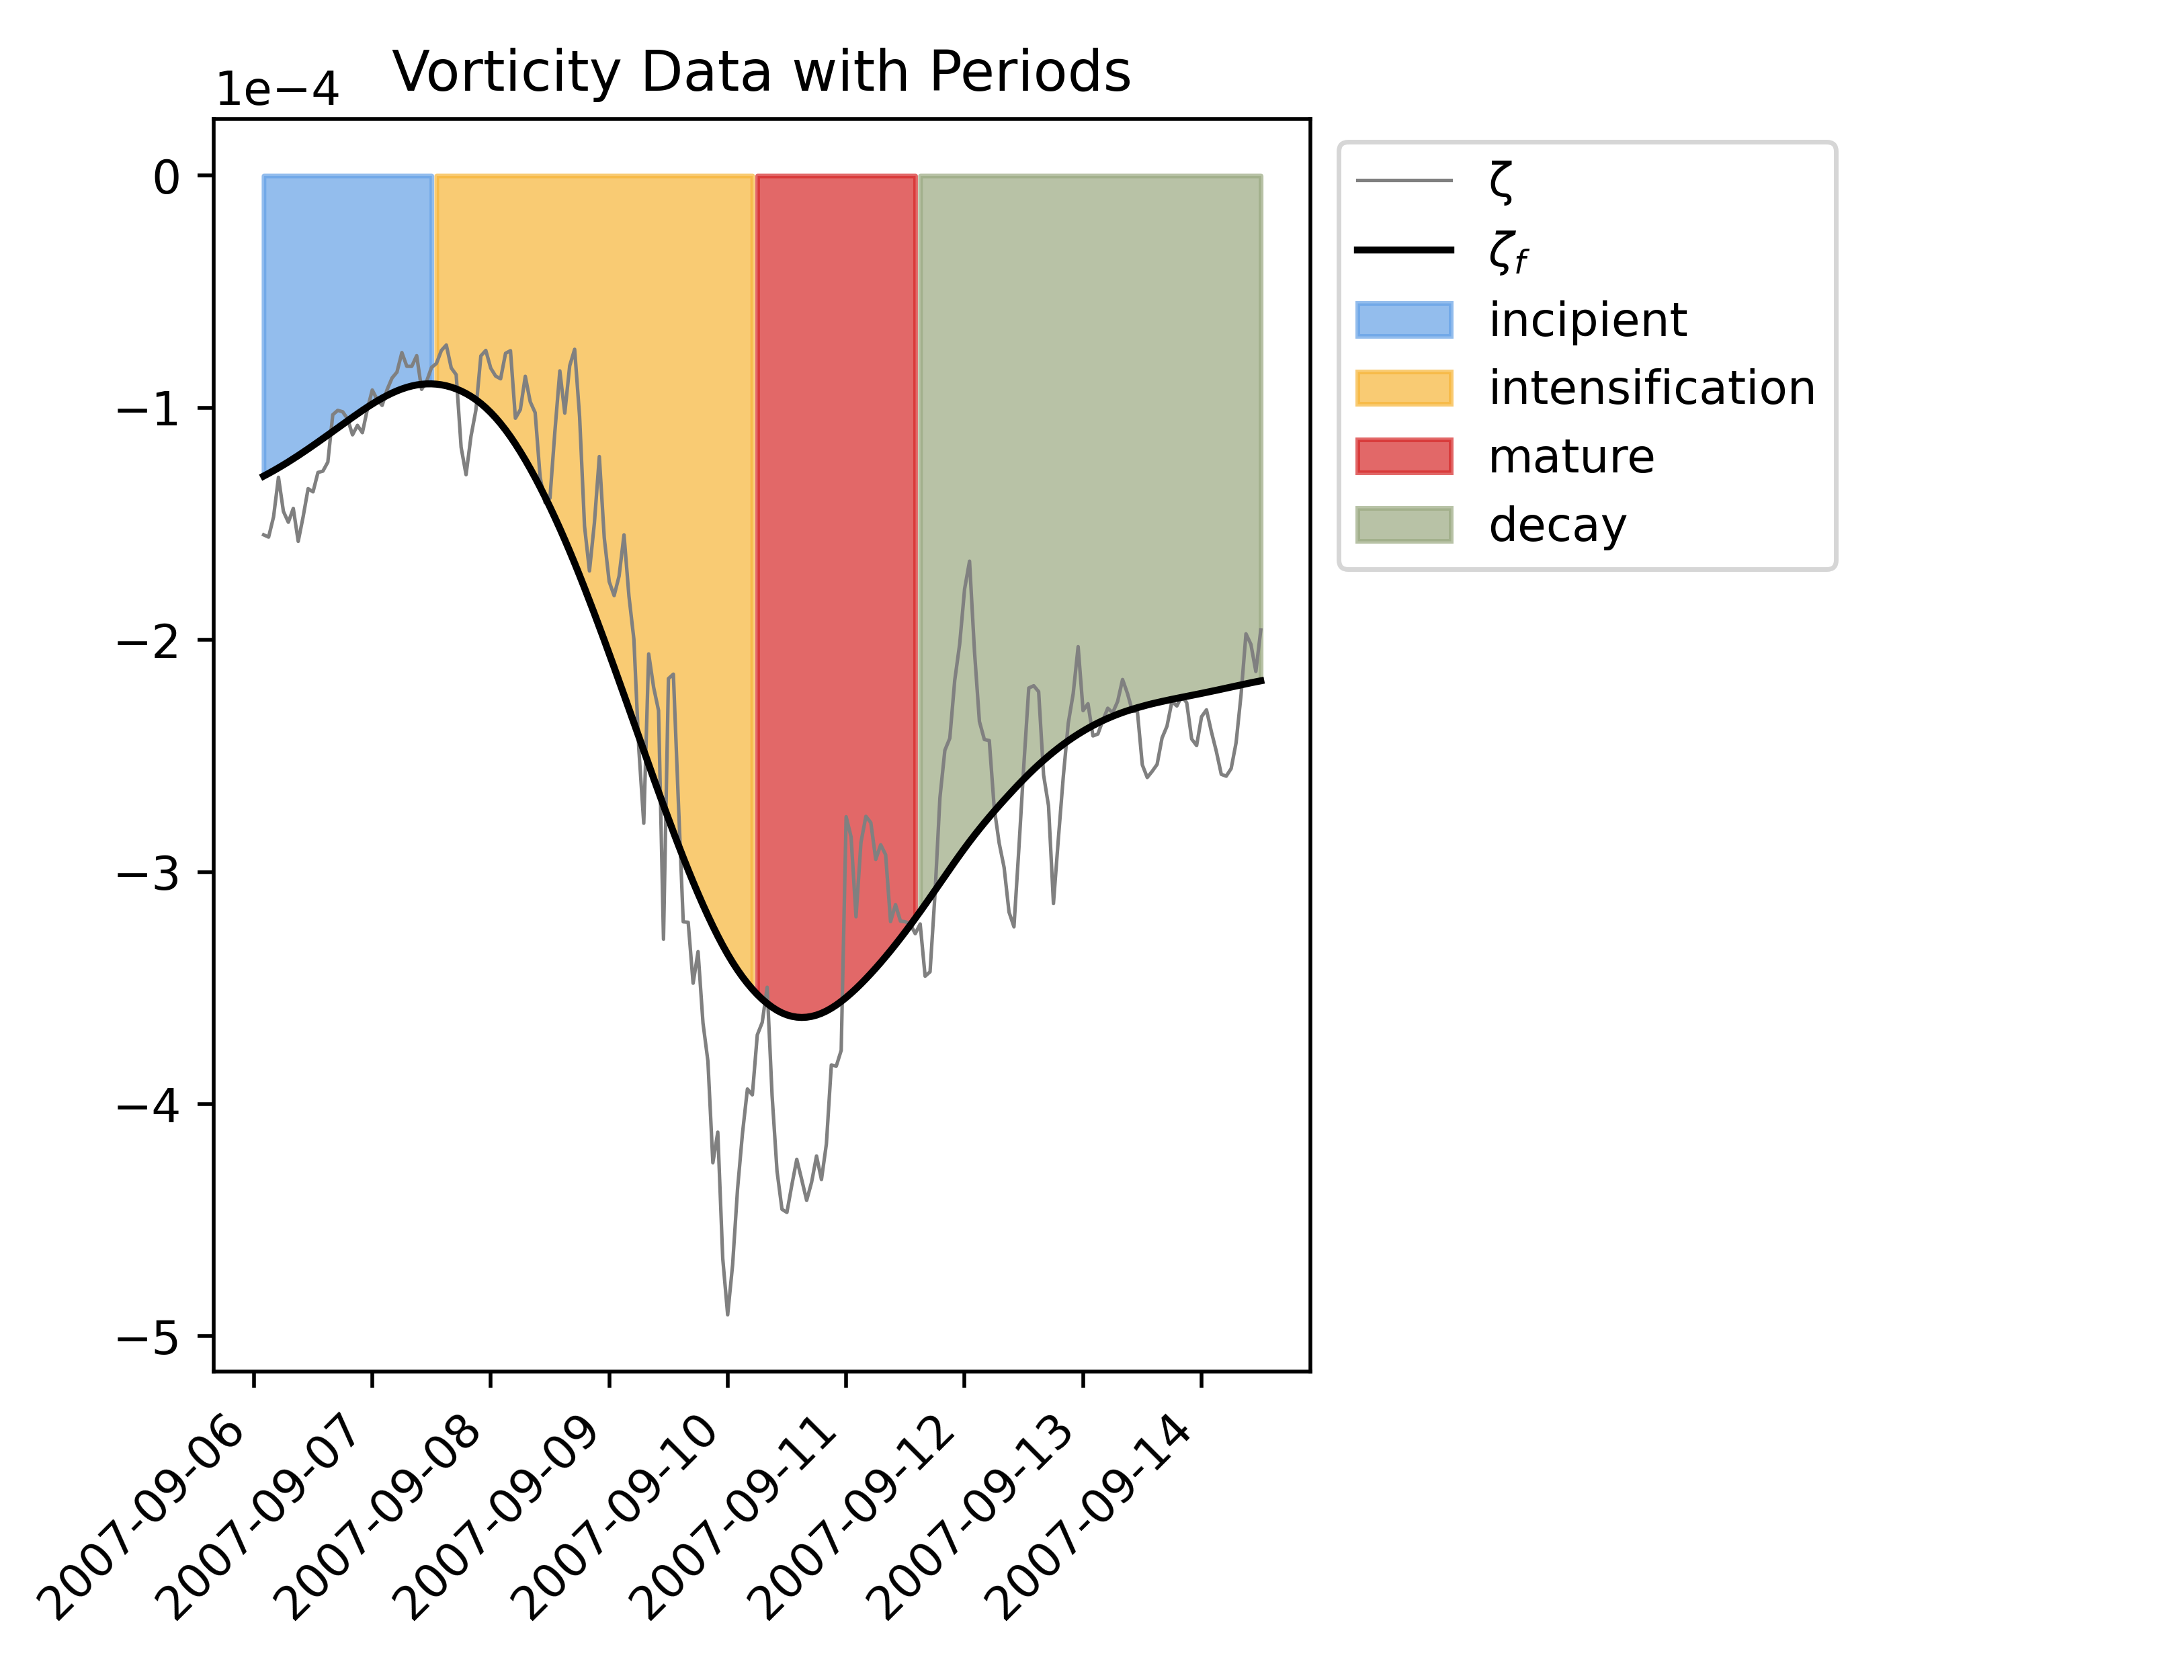 Vorticity Data with Periods
1e−4
0
−1
−2
−3
−4
−5
2007-09-06
2007-09-07
2007-09-08
2007-09-09
2007-09-10
2007-09-11
2007-09-12
2007-09-13
2007-09-14
ζ
ζf
incipient
intensification
mature
decay